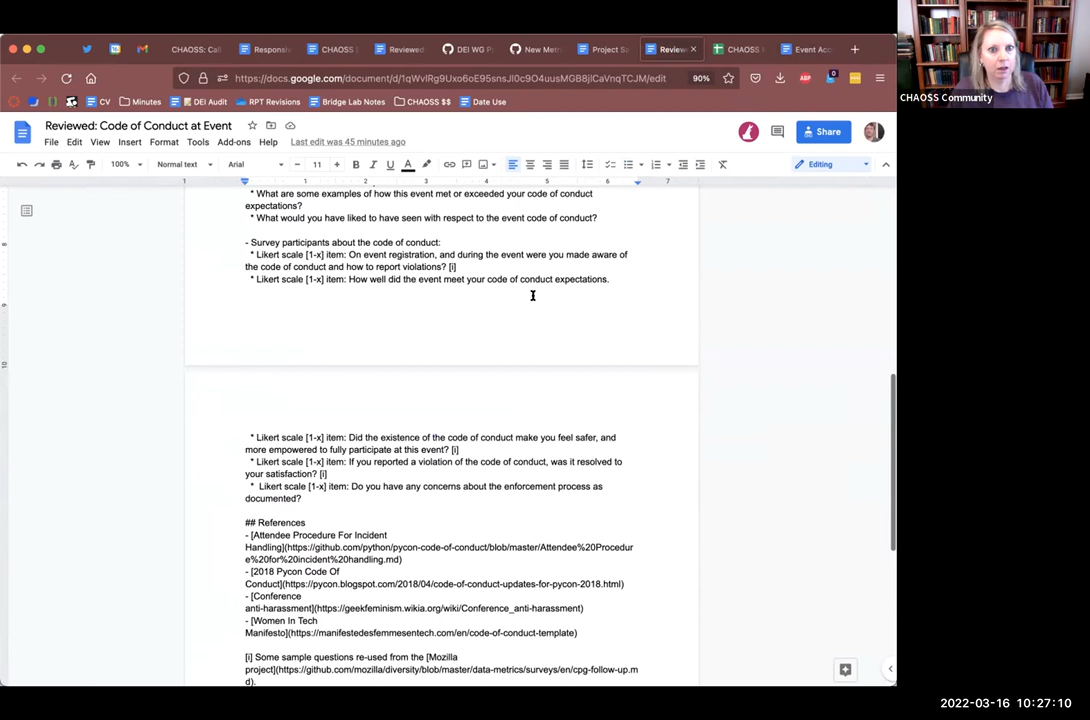 CHAOSS: Cal
Responsiv
CHAOSS
Reviewed
DEI WG P
New Metr
Project Sa
Review
CHAOSS
Event Acc
https://docs.google.com/document/d/1qWvlRg9Uxo6oE95snsJl0c9O4uusMGB8jlCaVnqTCJM/edit
90%
CV
Minutes
DEI Audit
RPT Revisions
Bridge Lab Notes
CHAOSS $$
Date Use
CHAOSS Community
Reviewed: Code of Conduct at Event
File Edit View Insert Format Tools Add-ons Help Last edit was 45 minutes ago
Share
100% Normal text Arial 11 Editing
1 1 2 3 4 5 6 7
* What are some examples of how this event met or exceeded your code of conduct
expectations?
* What would you have liked to have seen with respect to the event code of conduct?
- Survey participants about the code of conduct:
* Likert scale [1-x] item: On event registration, and during the event were you made aware of
the code of conduct and how to report violations? [i]
* Likert scale [1-x] item: How well did the event meet your code of conduct expectations.
* Likert scale [1-x] item: Did the existence of the code of conduct make you feel safer, and
more empowered to fully participate at this event? [i]
* Likert scale [1-x] item: If you reported a violation of the code of conduct, was it resolved to
your satisfaction? [i]
* Likert scale [1-x] item: Do you have any concerns about the enforcement process as
documented?
## References
- [Attendee Procedure For Incident
Handling](https://github.com/python/pycon-code-of-conduct/blob/master/Attendee%20Procedur
e%20for%20incident%20handling.md)
- [2018 Pycon Code Of
Conduct](https://pycon.blogspot.com/2018/04/code-of-conduct-updates-for-pycon-2018.html)
- [Conference
anti-harassment](https://geekfeminism.wikia.org/wiki/Conference_anti-harassment)
- [Women In Tech
Manifesto](https://manifestedesfemmesentech.com/en/code-of-conduct-template)
[i] Some sample questions re-used from the [Mozilla
project](https://github.com/mozilla/diversity/blob/master/data-metrics/surveys/en/cpg-follow-up.m
d).
2022-03-16 10:27:10